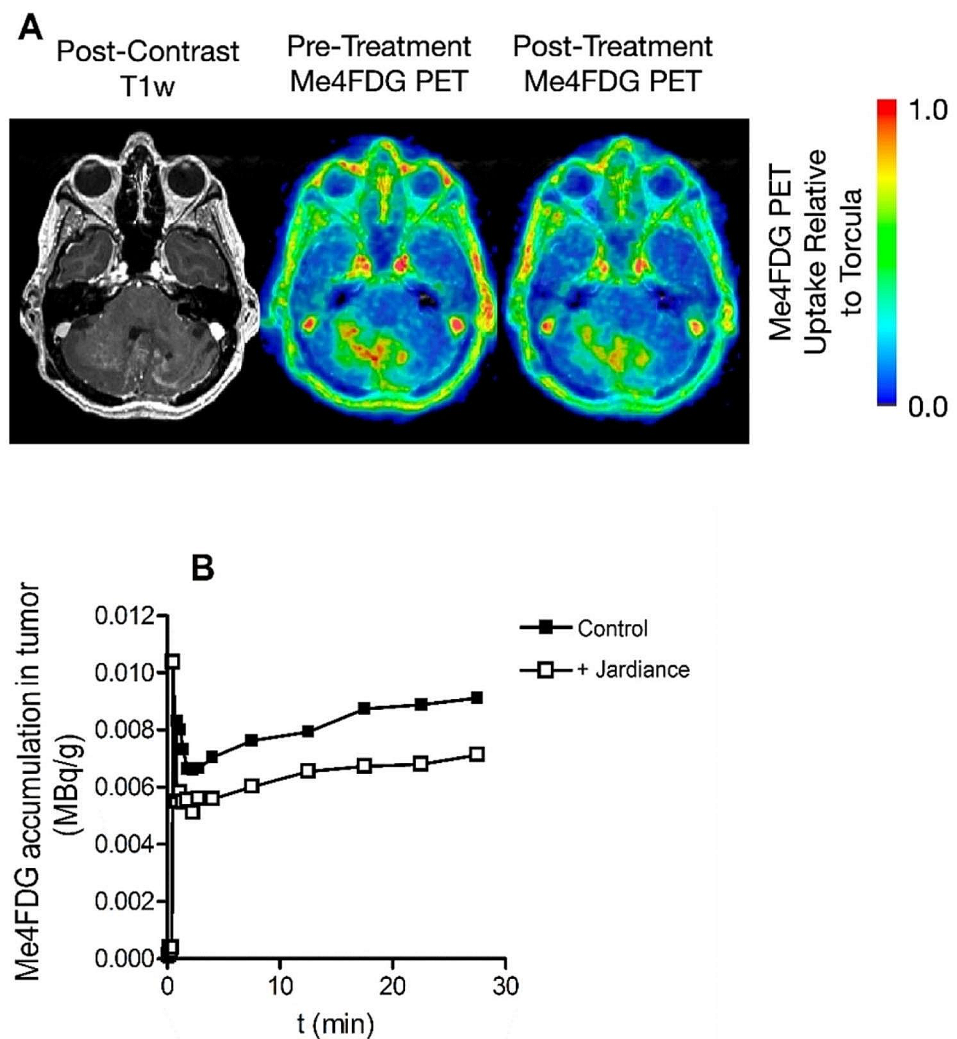 A
Post-Contrast
T1w
Pre-Treatment
Me4FDG PET
Post-Treatment
Me4FDG PET
Me4FDG PET
Uptake Relative
to Torcula
1.0
0.0
B
Me4FDG accumulation in tumor
(MBq/g)
0.012
0.010
0.008
0.006
0.004
0.002
0.000
0
10
20
30
t (min)
Control
+ Jardiance